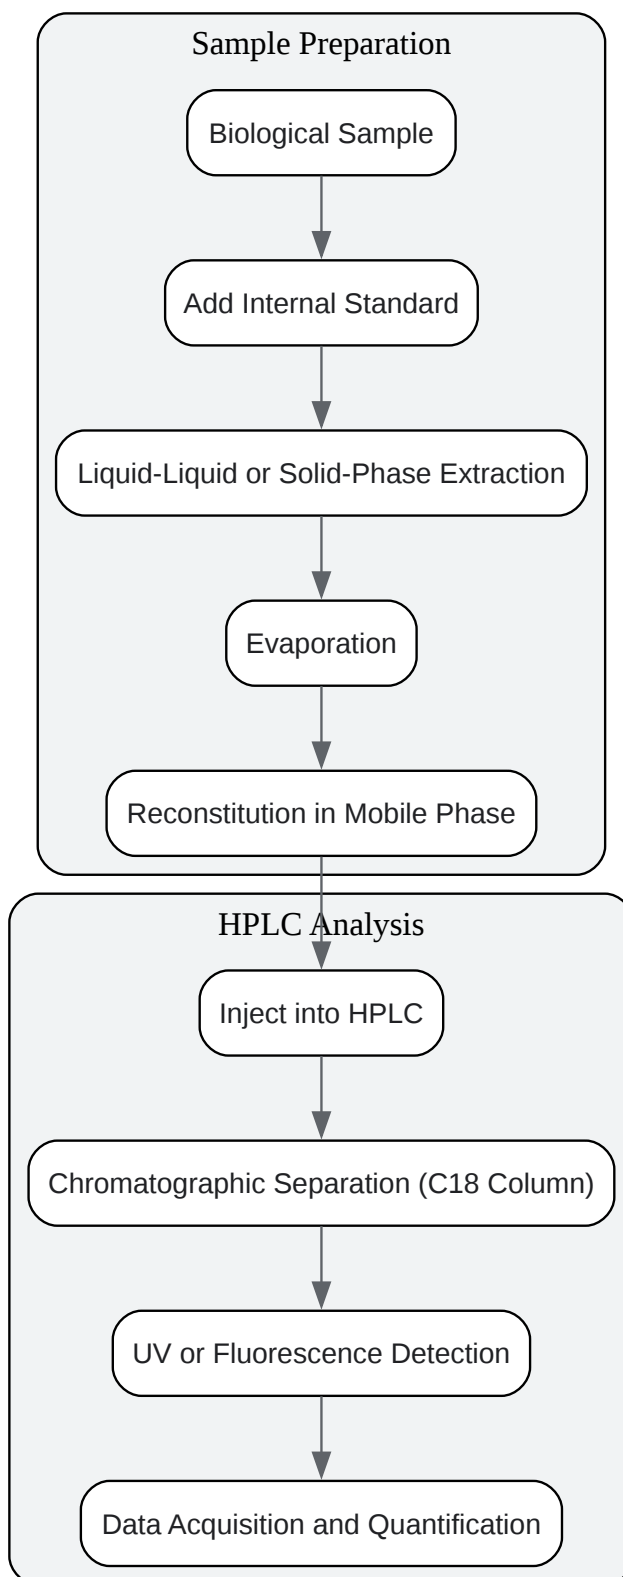 Sample Preparation
Biological Sample
Add Internal Standard
Liquid-Liquid or Solid-Phase Extraction
Evaporation
Reconstitution in Mobile Phase
HPLC Analysis
Inject into HPLC
Chromatographic Separation (C18 Column)
UV or Fluorescence Detection
Data Acquisition and Quantification